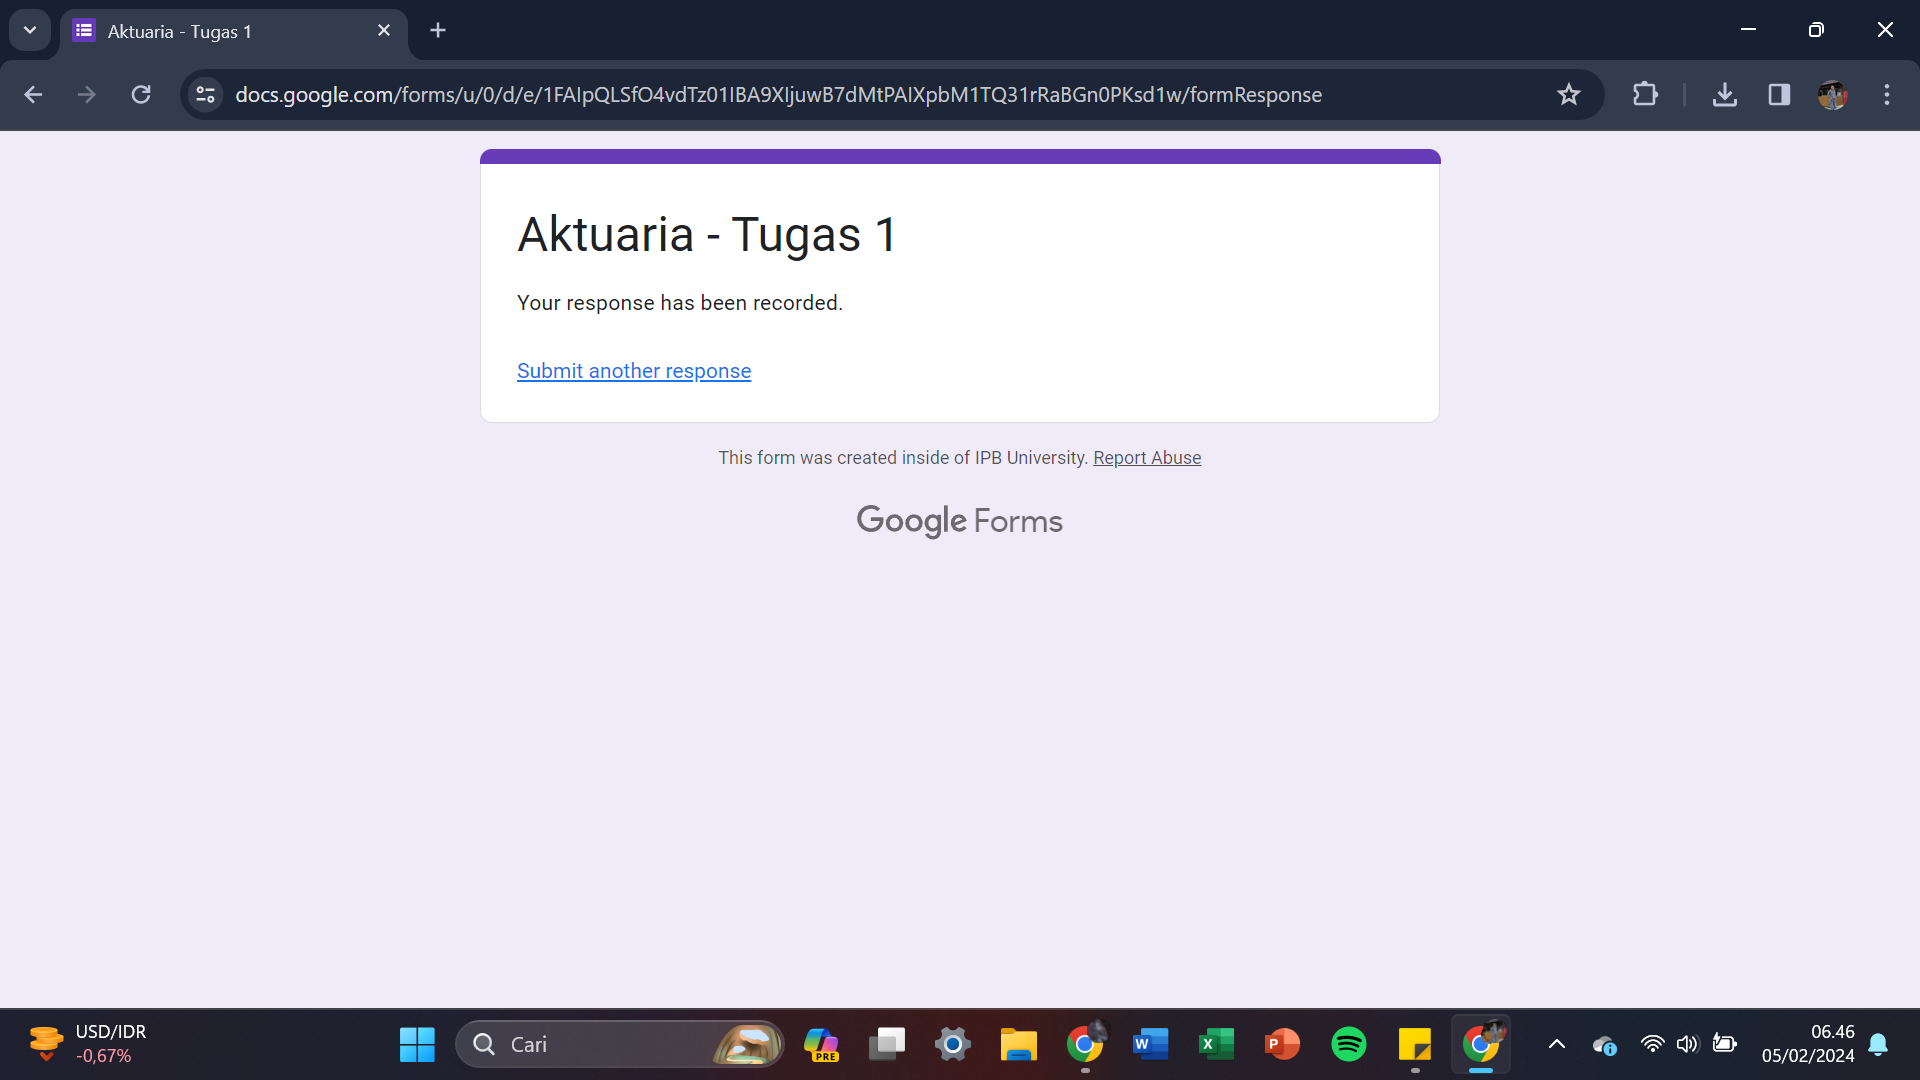 Aktuaria - Tugas 1
docs.google.com/forms/u/0/d/e/1FAIpQLSfO4vdTz01IBA9XIjuwB7dMtPAIXpbM1TQ31rRaBGn0PKsd1w/formResponse
Aktuaria - Tugas 1
Your response has been recorded.
Submit another response
This form was created inside of IPB University. Report Abuse
Google Forms
USD/IDR
-0,67%
Cari
PRE
W
X
P
06.46
05/02/2024